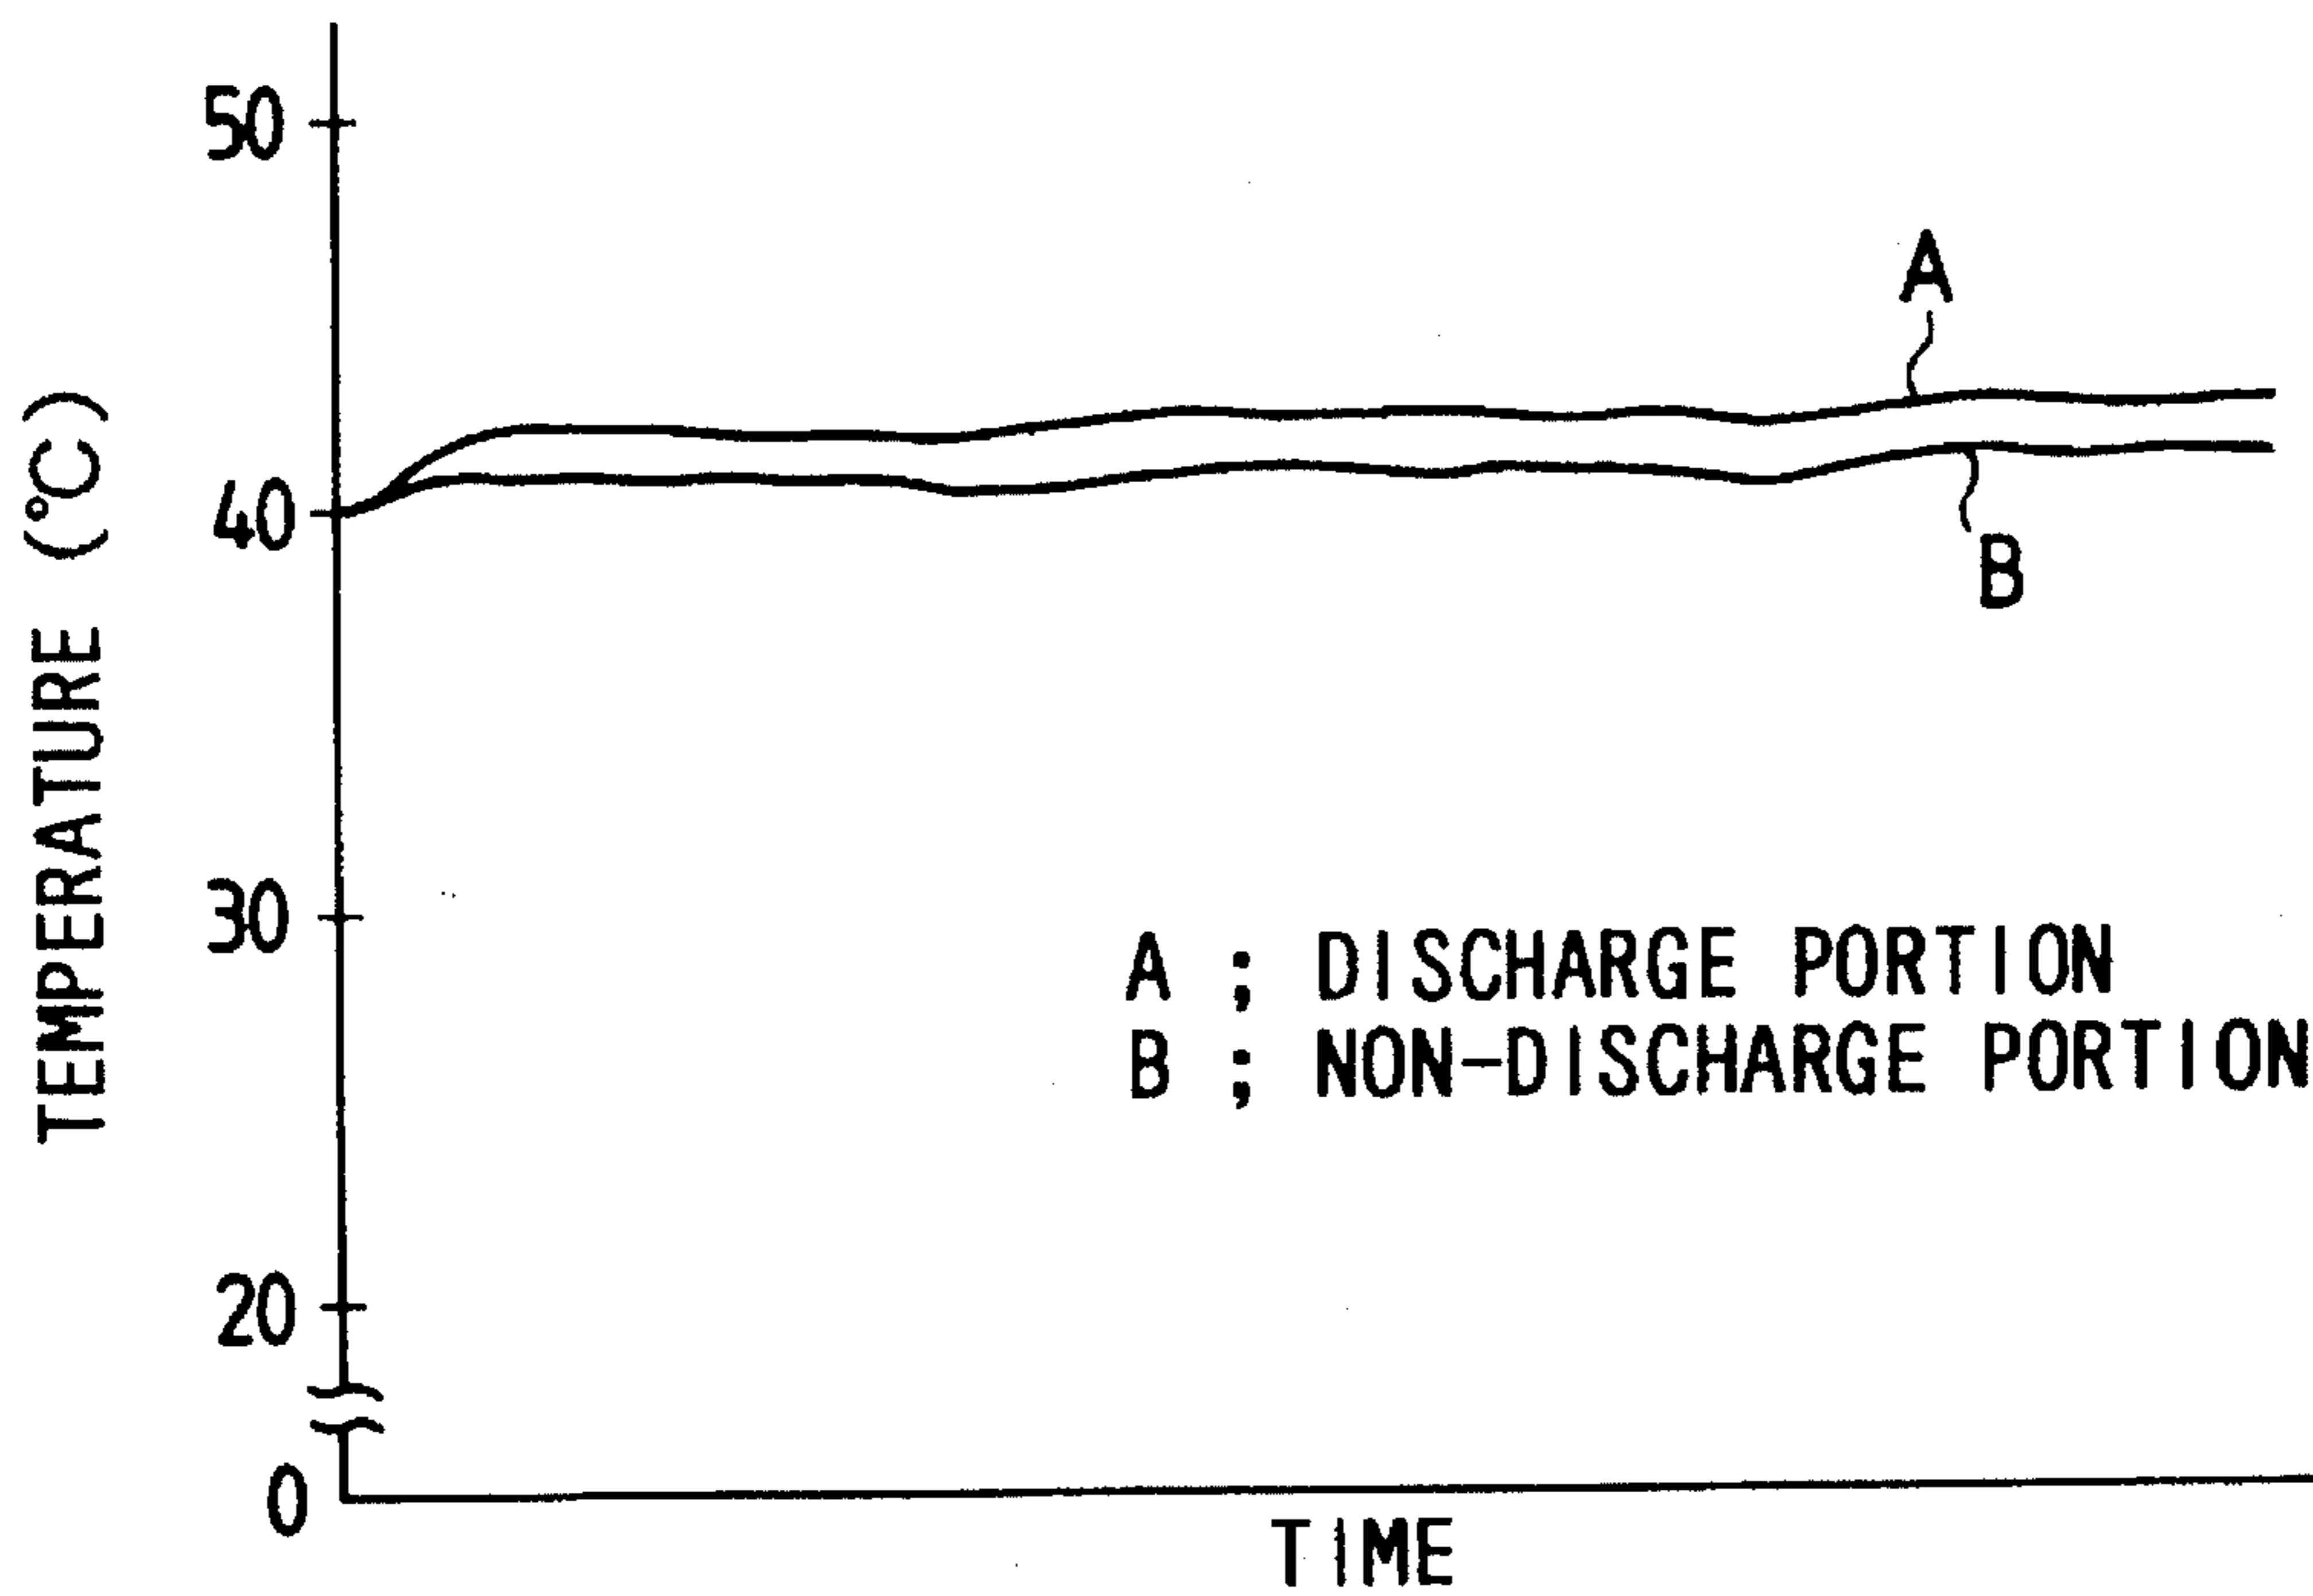 TEMPERATURE (°C)
50
40
30
20
0
A
B
A ; DISCHARGE PORTION
B ; NON-DISCHARGE PORTION
TIME